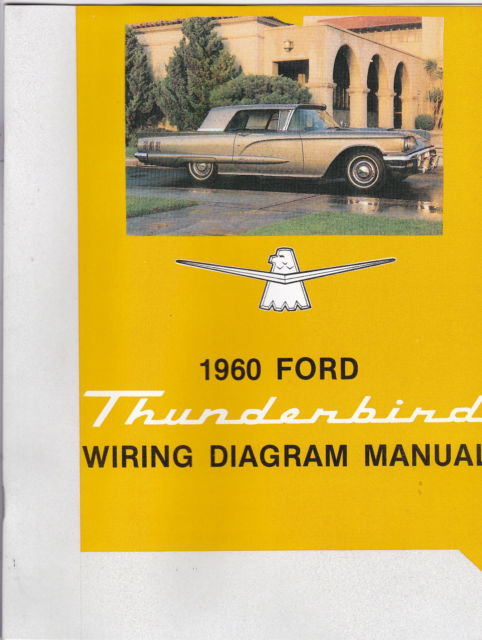 1960 FORD
Thunderbird
WIRING DIAGRAM MANUAL